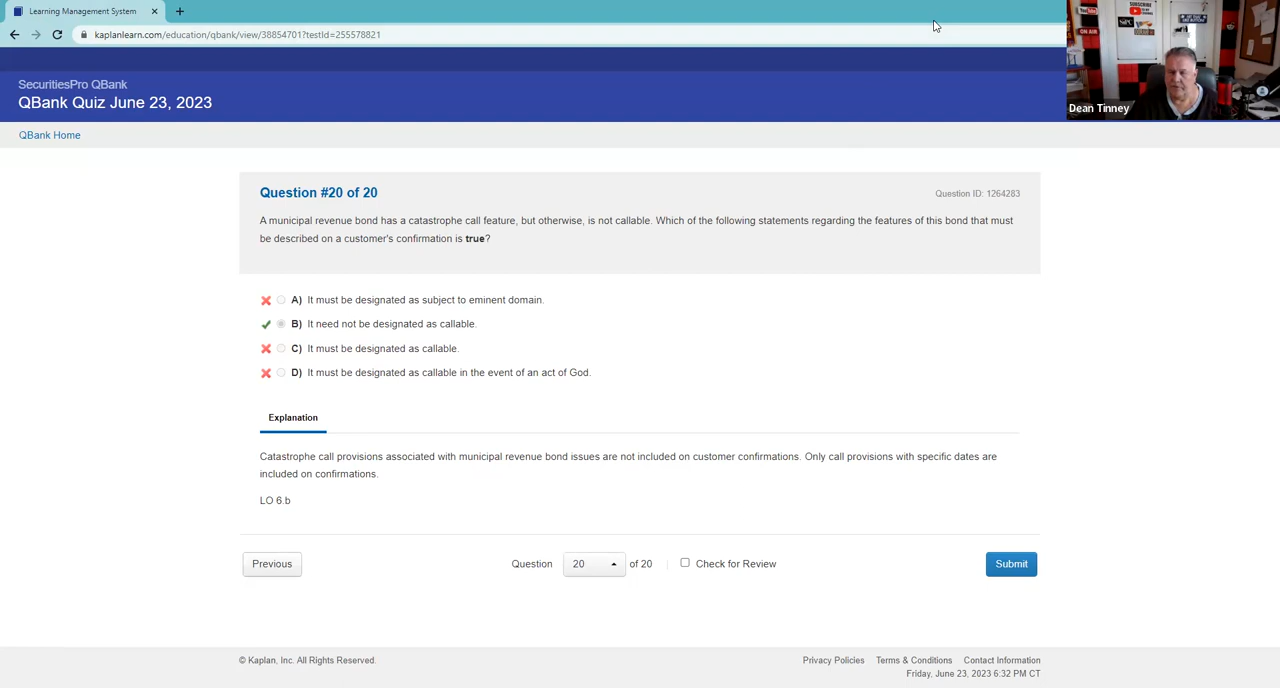 Learning Management System
kaplanlearn.com/education/qbank/view/38854701?testId=255578821
SecuritiesPro QBank
QBank Quiz June 23, 2023
Dean Tinney
ON AIR
SUBSCRIBE
QBank Home
Question #20 of 20
Question ID: 1264283
A municipal revenue bond has a catastrophe call feature, but otherwise, is not callable. Which of the following statements regarding the features of this bond that must
be described on a customer's confirmation is true?
A) It must be designated as subject to eminent domain.
B) It need not be designated as callable.
C) It must be designated as callable.
D) It must be designated as callable in the event of an act of God.
Explanation
Catastrophe call provisions associated with municipal revenue bond issues are not included on customer confirmations. Only call provisions with specific dates are
included on confirmations.
LO 6.b
Previous
Question 20 of 20
Check for Review
Submit
© Kaplan, Inc. All Rights Reserved.
Privacy Policies Terms & Conditions Contact Information
Friday, June 23, 2023 6:32 PM CT